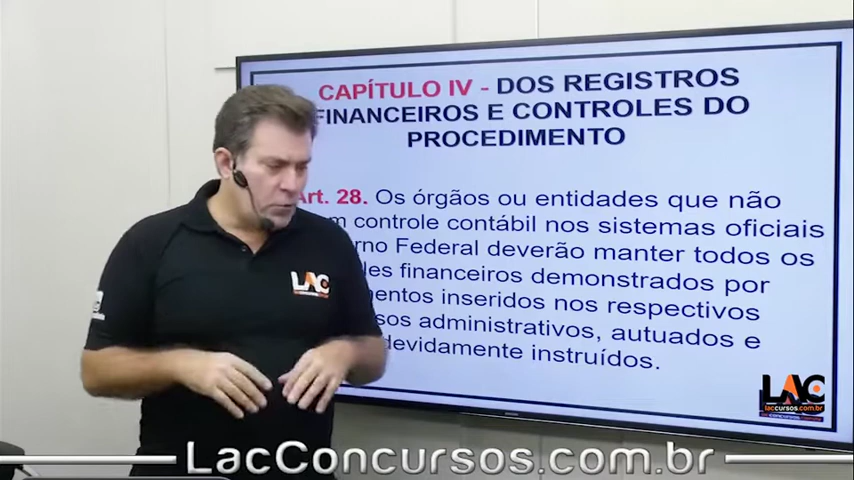 CAPÍTULO IV - DOS REGISTROS
FINANCEIROS E CONTROLES DO
PROCEDIMENTO
Art. 28. Os órgãos ou entidades que não
controle contábil nos sistemas oficiais
Federal deverão manter todos os
financeiros demonstrados por
inseridos nos respectivos
administrativos, autuados e
devidamente instruídos.
LAC
LAC
laccursos.com.br
LacConcursos.com.br